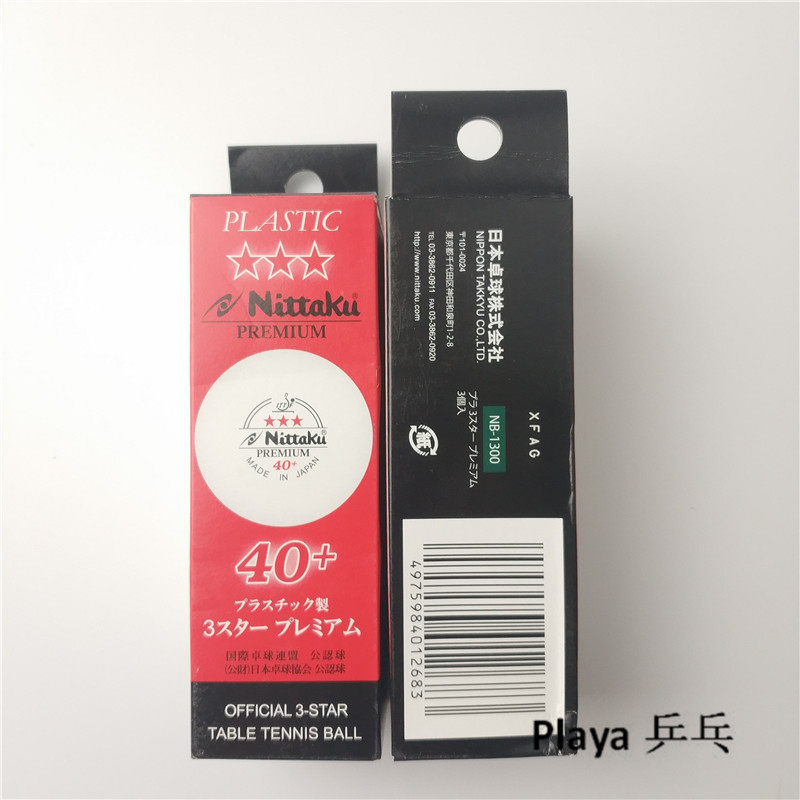 PLASTIC
Nittaku®
PREMIUM
ITTF
Nittaku®
PREMIUM
40+
MADE IN JAPAN
40+
プラスチック製
3スター プレミアム
国際卓球連盟 公認球
(公財)日本卓球協会 公認球
OFFICIAL 3-STAR
TABLE TENNIS BALL
日本卓球株式会社
NIPPON TAKKYU CO.,LTD.
〒101-0024
東京都千代田区神田和泉町1-2-8
TEL 03-3862-0911 FAX 03-3862-0920
http://www.nittaku.com
XFAG
NB-1300
プラ3スター プレミアム
3個入
紙
4975984012683
Playa 乒乓